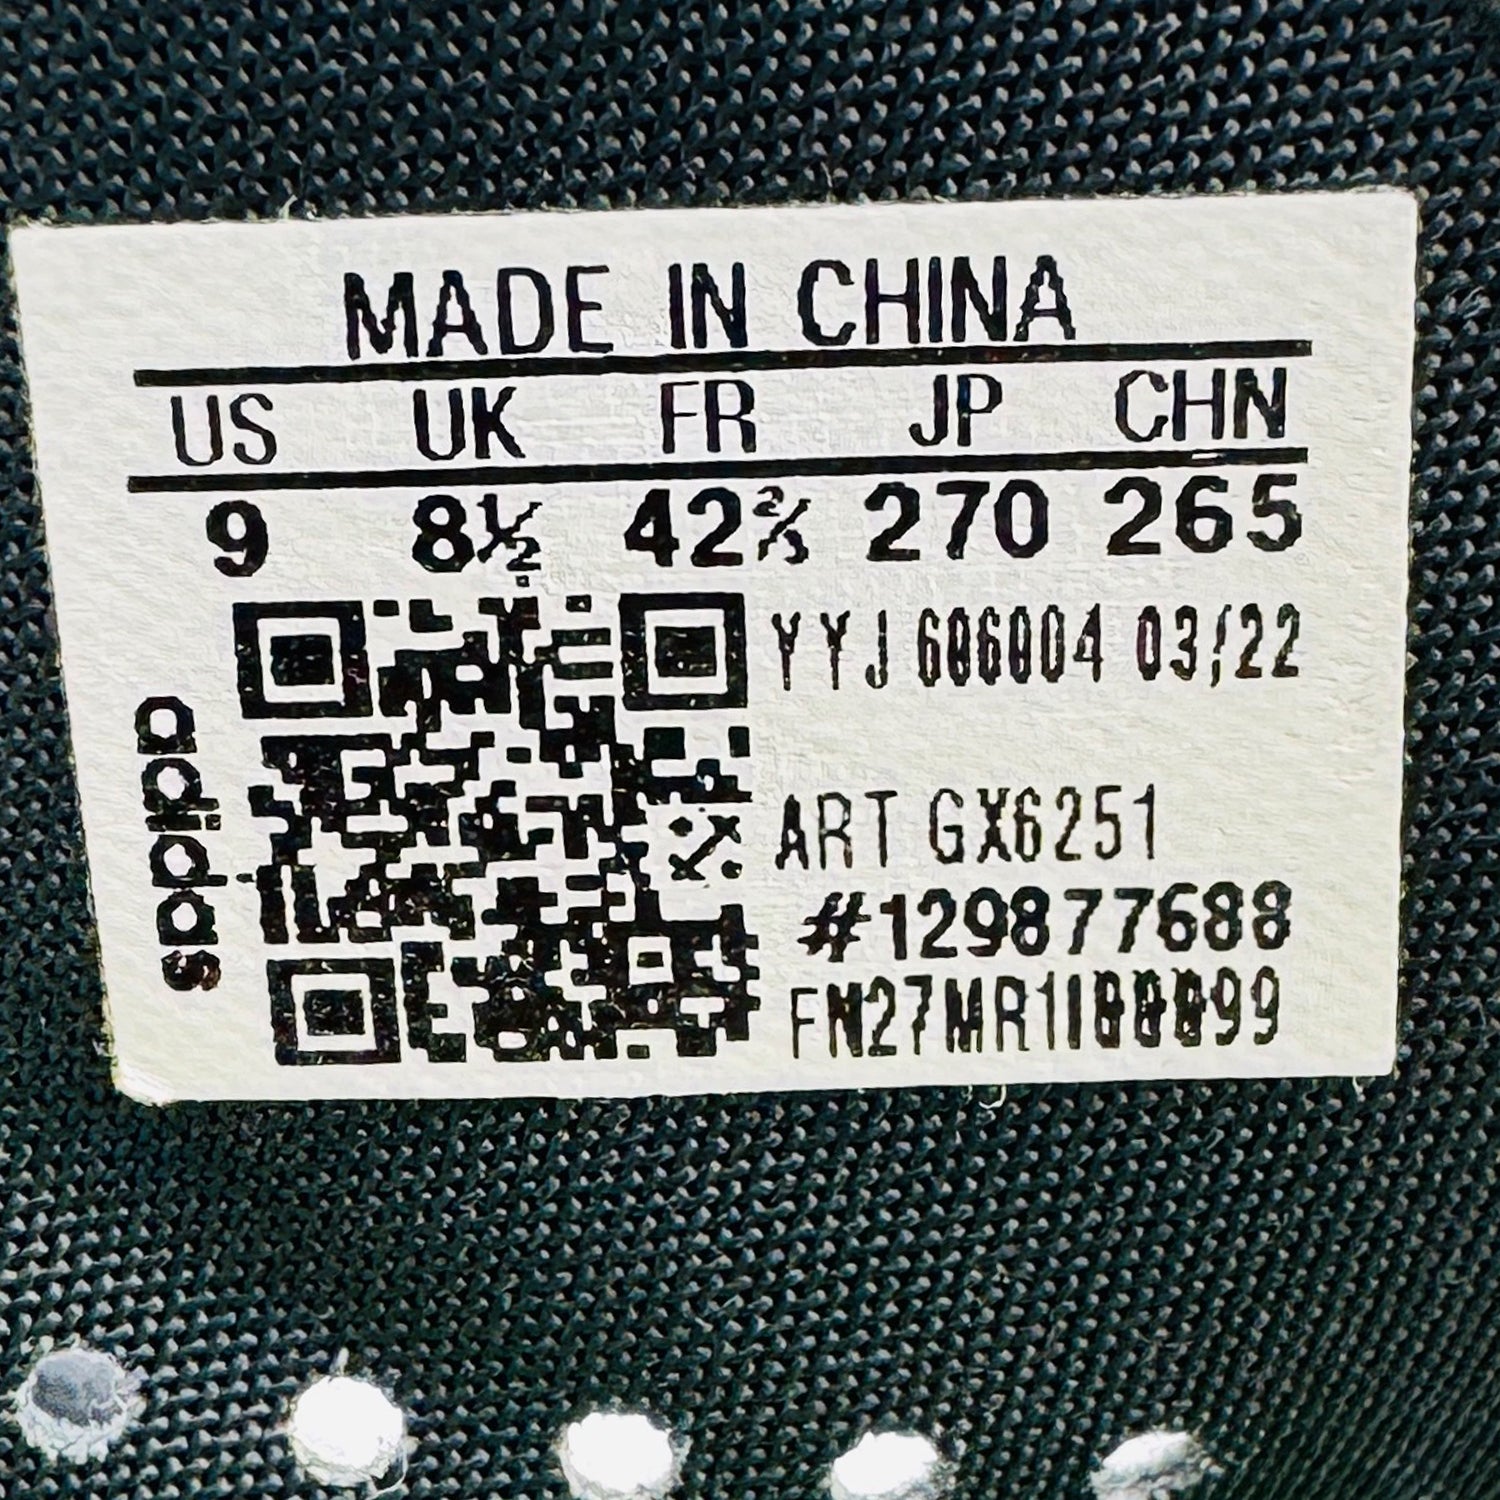 MADE IN CHINA
US UK FR JP CHN
9 8½ 42⅔ 270 265
adidas
YYJ 606004 03/22
ART GX6251
#129877688